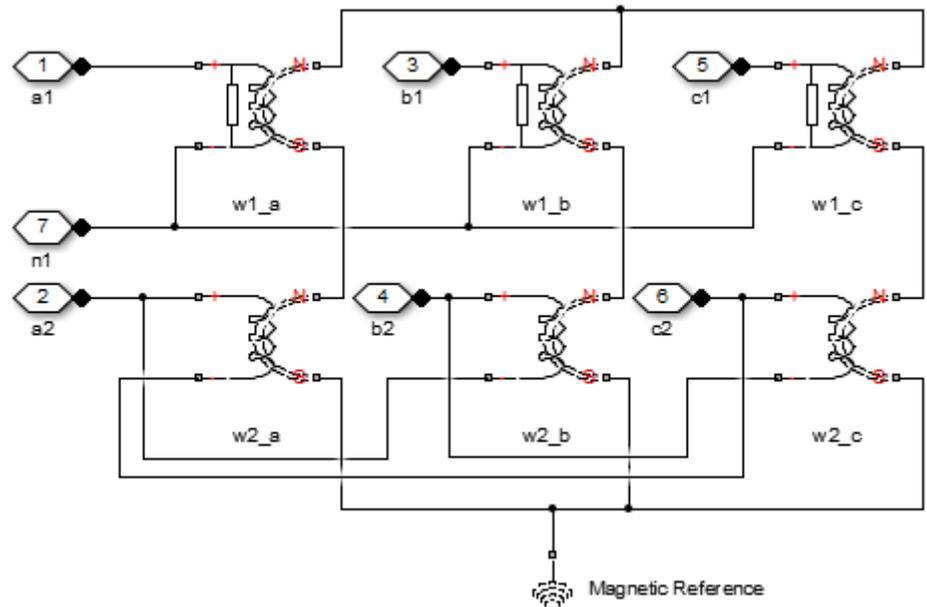 1
a1
+
N
-
S
w1_a
3
b1
+
N
-
S
w1_b
5
c1
+
N
-
S
w1_c
7
n1
2
a2
+
N
-
S
w2_a
4
b2
+
N
-
S
w2_b
6
c2
+
N
-
S
w2_c
Magnetic Reference